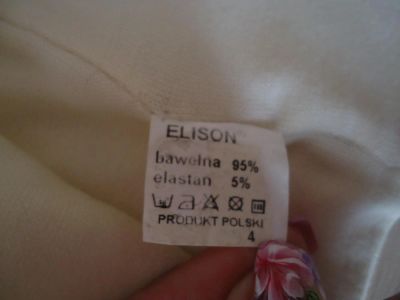 ELISON
bawełna 95%
elastan 5%
PRODUKT POLSKI
4